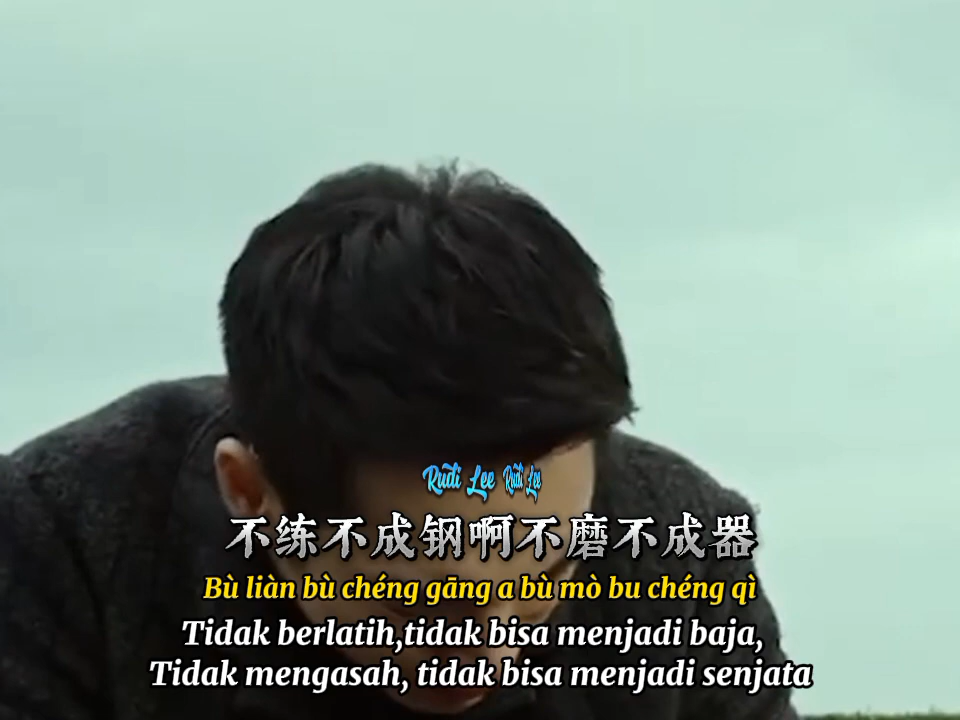 Rudi Lee Rudi Lee
不练不成钢啊不磨不成器
Bù liàn bù chéng gāng a bù mò bu chéng qì
Tidak berlatih,tidak bisa menjadi baja,
Tidak mengasah, tidak bisa menjadi senjata